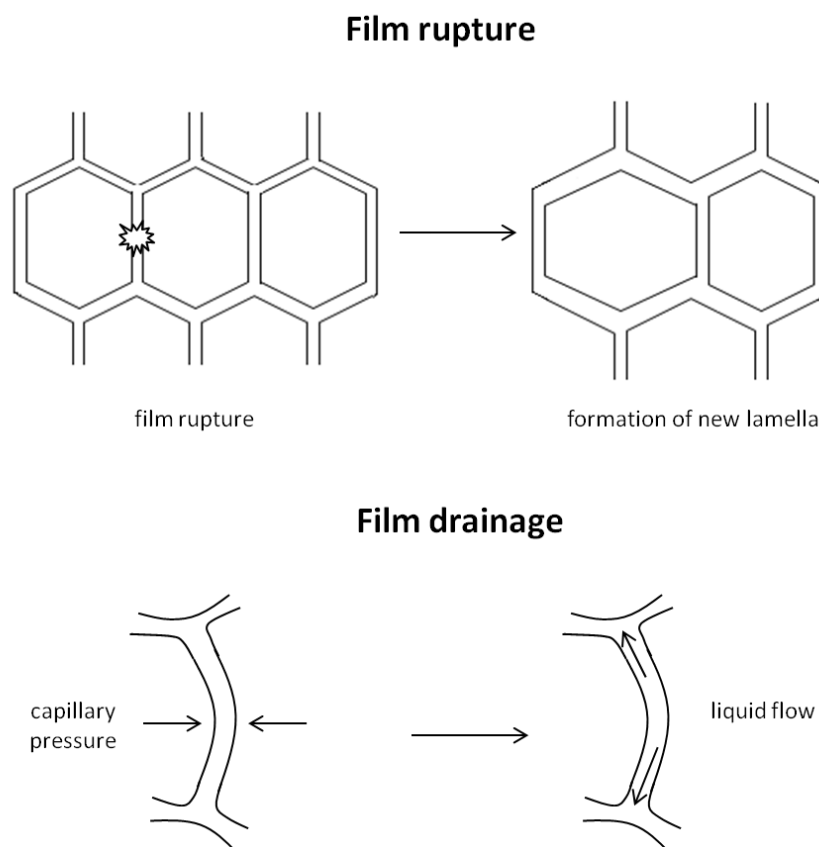 Film rupture
film rupture
formation of new lamella
Film drainage
capillary
pressure
liquid flow